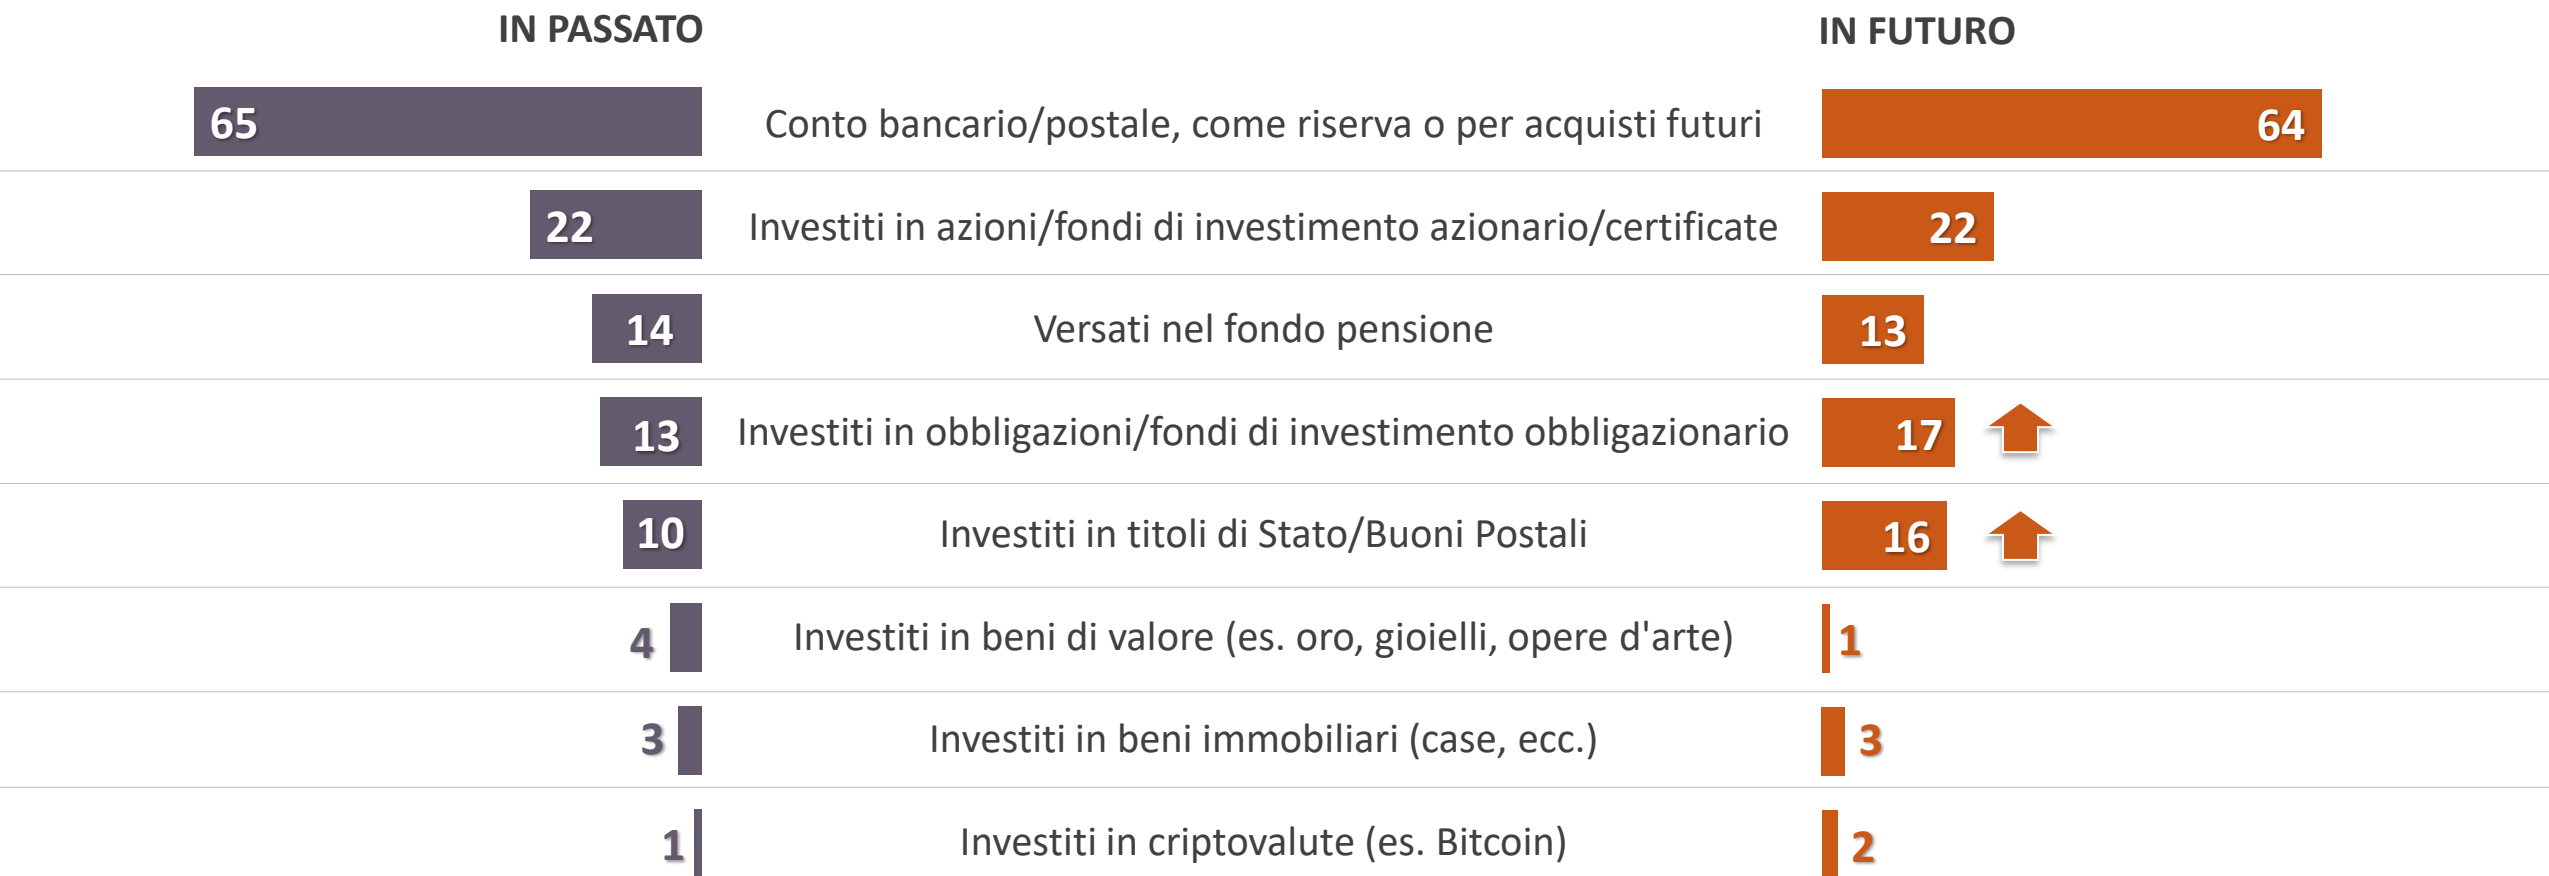 IN PASSATO IN FUTURO
65 Conto bancario/postale, come riserva o per acquisti futuri 64
22 Investiti in azioni/fondi di investimento azionario/certificate 22
14 Versati nel fondo pensione 13
13 Investiti in obbligazioni/fondi di investimento obbligazionario 17
10 Investiti in titoli di Stato/Buoni Postali 16
4 Investiti in beni di valore (es. oro, gioielli, opere d'arte) 1
3 Investiti in beni immobiliari (case, ecc.) 3
1 Investiti in criptovalute (es. Bitcoin) 2